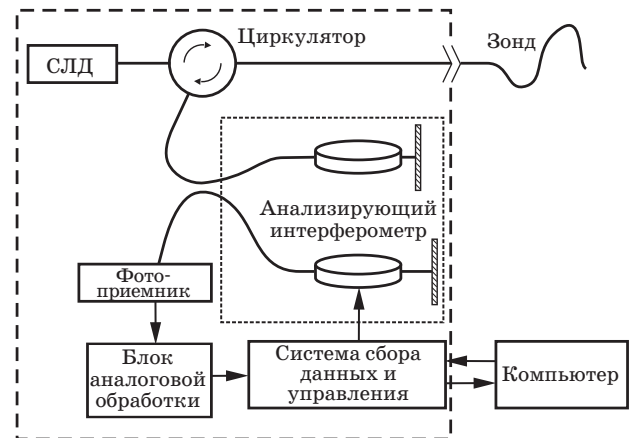 Циркулятор
Зонд
СЛД
Анализирующий
интерферометр
Фото-
приемник
Блок
аналоговой
обработки
Система сбора
данных и
управления
Компьютер